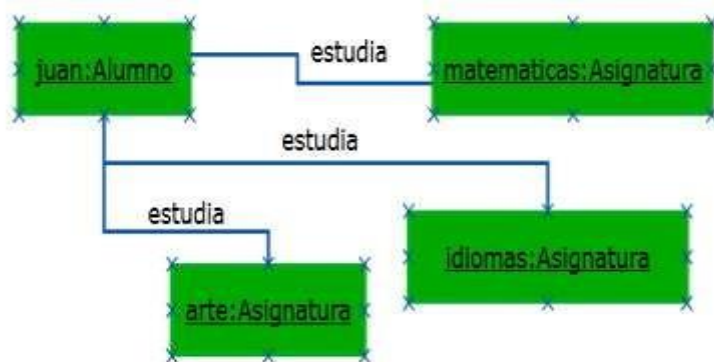 juan:Alumno
estudia
matematicas:Asignatura
estudia
estudia
idiomas:Asignatura
arte:Asignatura